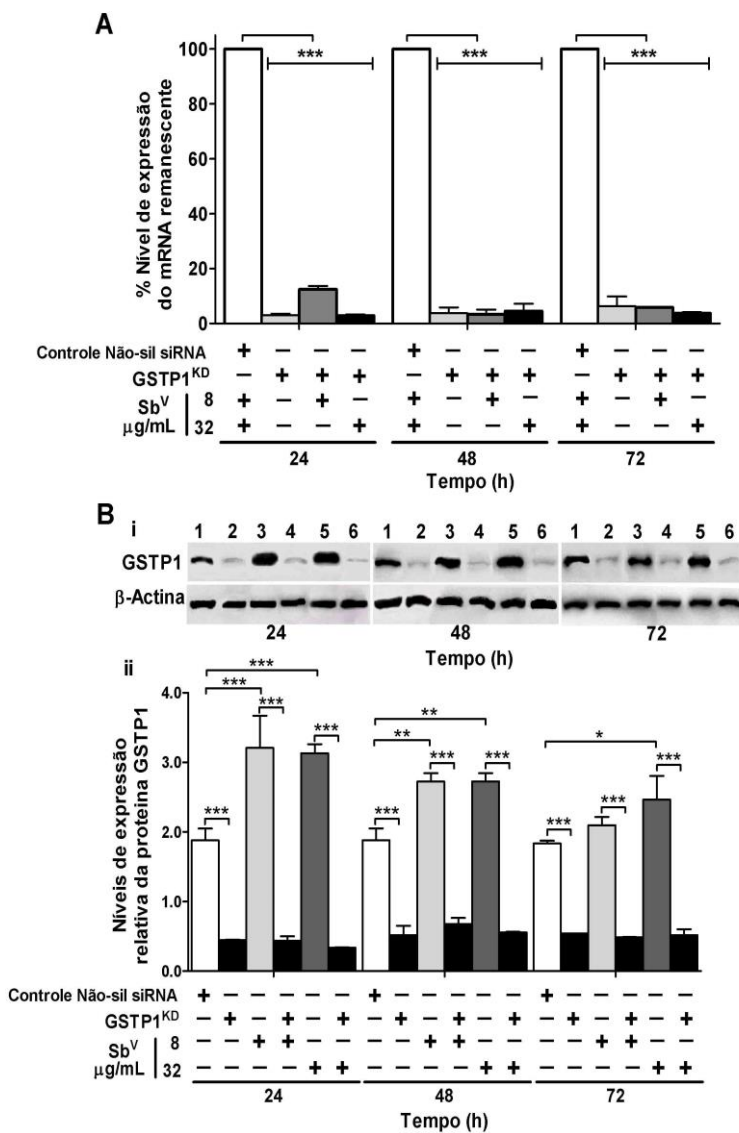 A
% Nível de expressão
do mRNA remanescente
100
80
60
40
20
0
*** *** ***
Controle Não-sil siRNA + − − − + − − − + − − −
GSTP1KD − + + + − + + + − + + +
SbV 8 + − + − + − + − + − + −
μg/mL 32 + − − + + − − + + − − +
24 48 72
Tempo (h)
B
i
1 2 3 4 5 6 1 2 3 4 5 6 1 2 3 4 5 6
GSTP1
β-Actina
24 48 72
Tempo (h)
ii
Níveis de expressão
relativa da proteína GSTP1
4.0
3.0
2.0
1.0
0.0
*** *** *** *** ***
** ** *** *** ***
* *** *** ***
Controle Não-sil siRNA + − − − − − + − − − − − + − − − − −
GSTP1KD − + − + − + − + − + − + − + − + − +
SbV 8 − − + + − − − − + + − − − − + + − −
μg/mL 32 − − − − + + − − − − + + − − − − + +
24 48 72
Tempo (h)